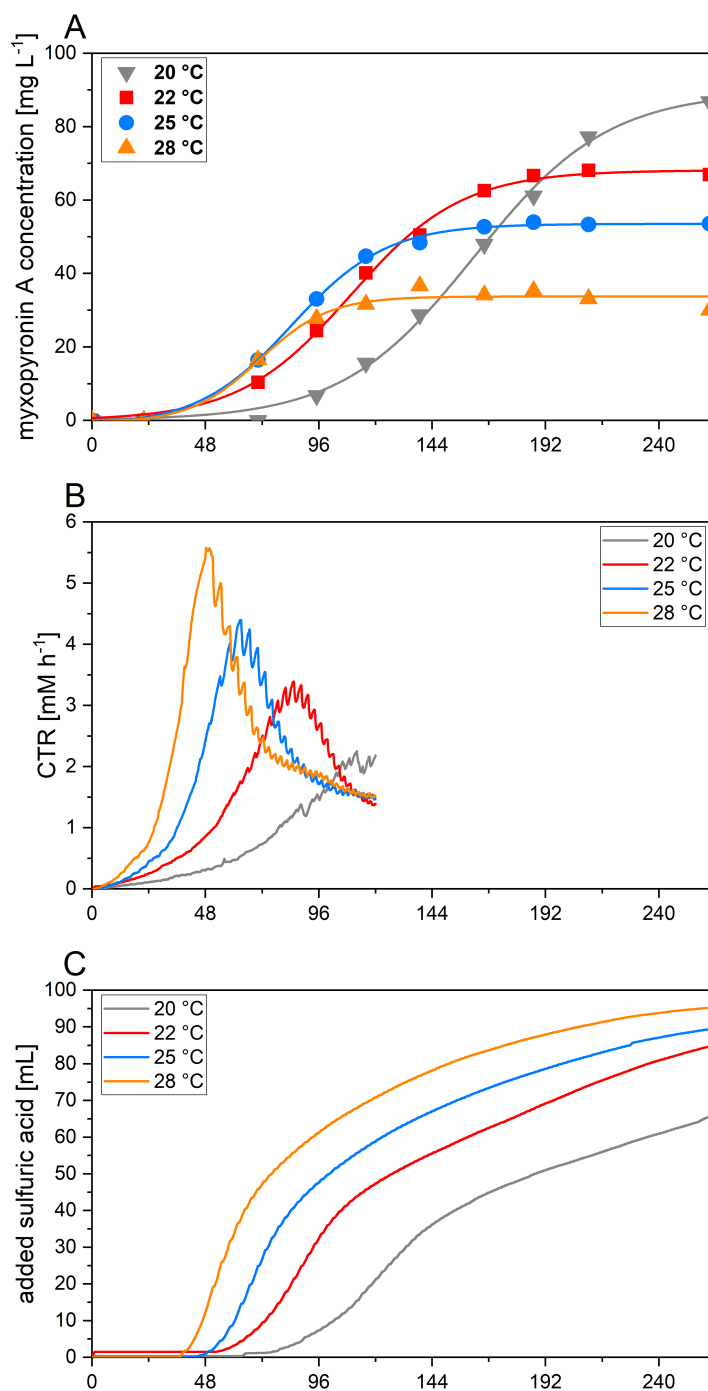 A
myxopyronin A concentration [mg L-1]
100
80
60
40
20
0
20 °C
22 °C
25 °C
28 °C
0 48 96 144 192 240
B
CTR [mM h-1]
6
5
4
3
2
1
0
20 °C
22 °C
25 °C
28 °C
0 48 96 144 192 240
C
added sulfuric acid [mL]
100
90
80
70
60
50
40
30
20
10
0
20 °C
22 °C
25 °C
28 °C
0 48 96 144 192 240